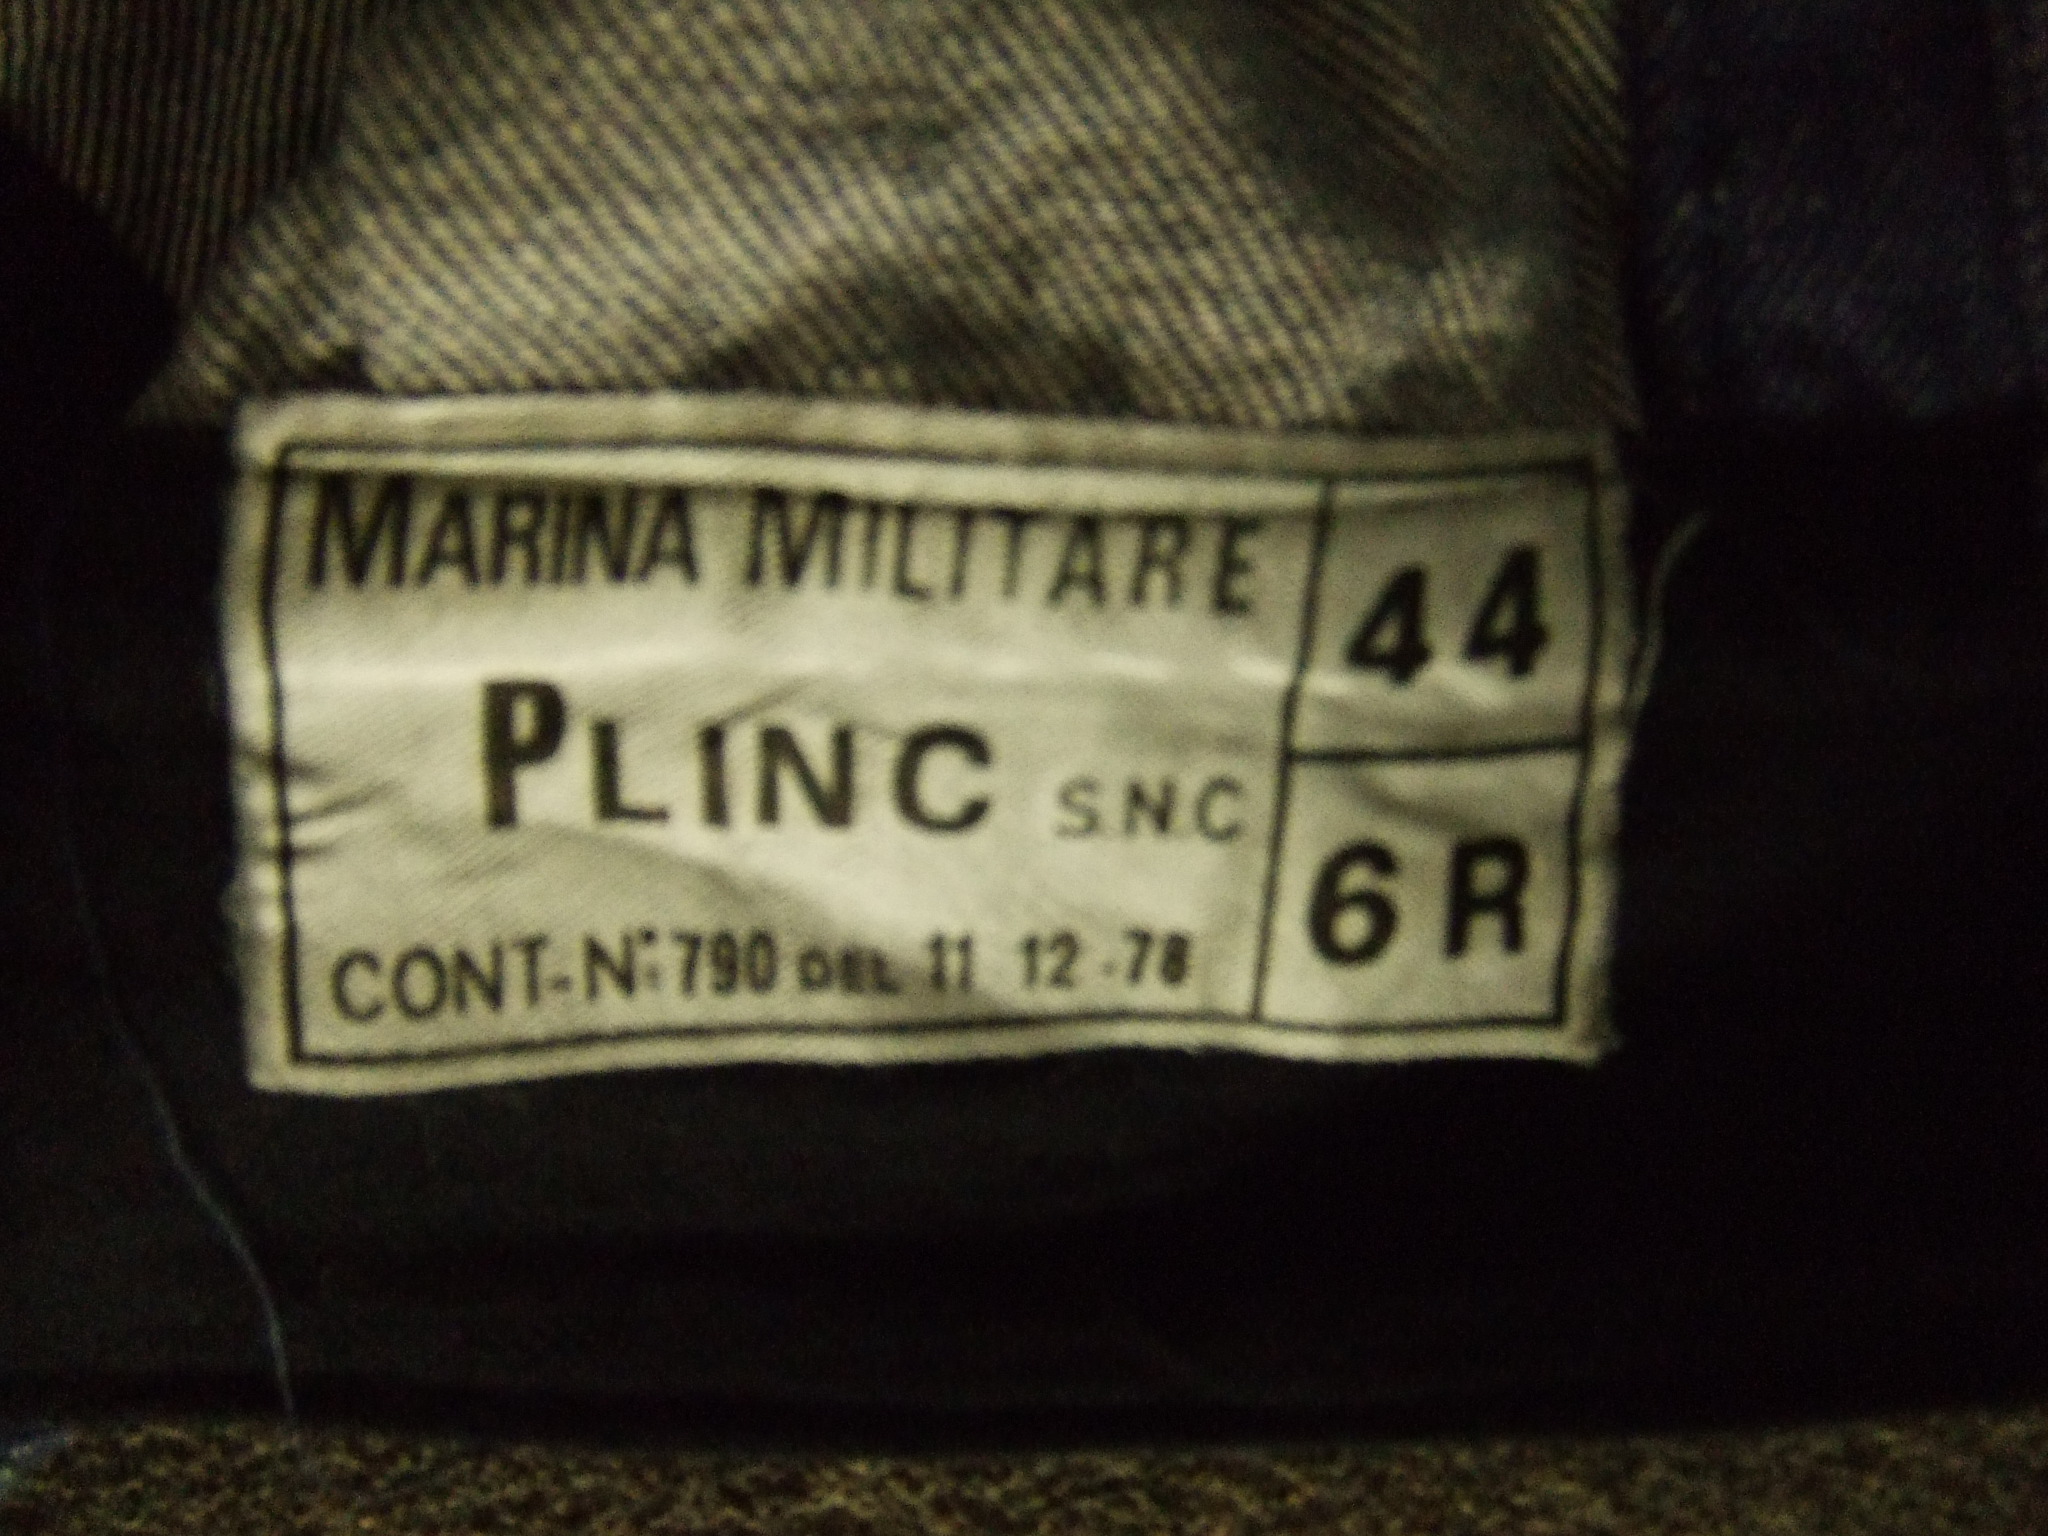 MARINA MILITARE
44
PLINC S.N.C
6R
CONT-N° 790 DEL 11 12-78